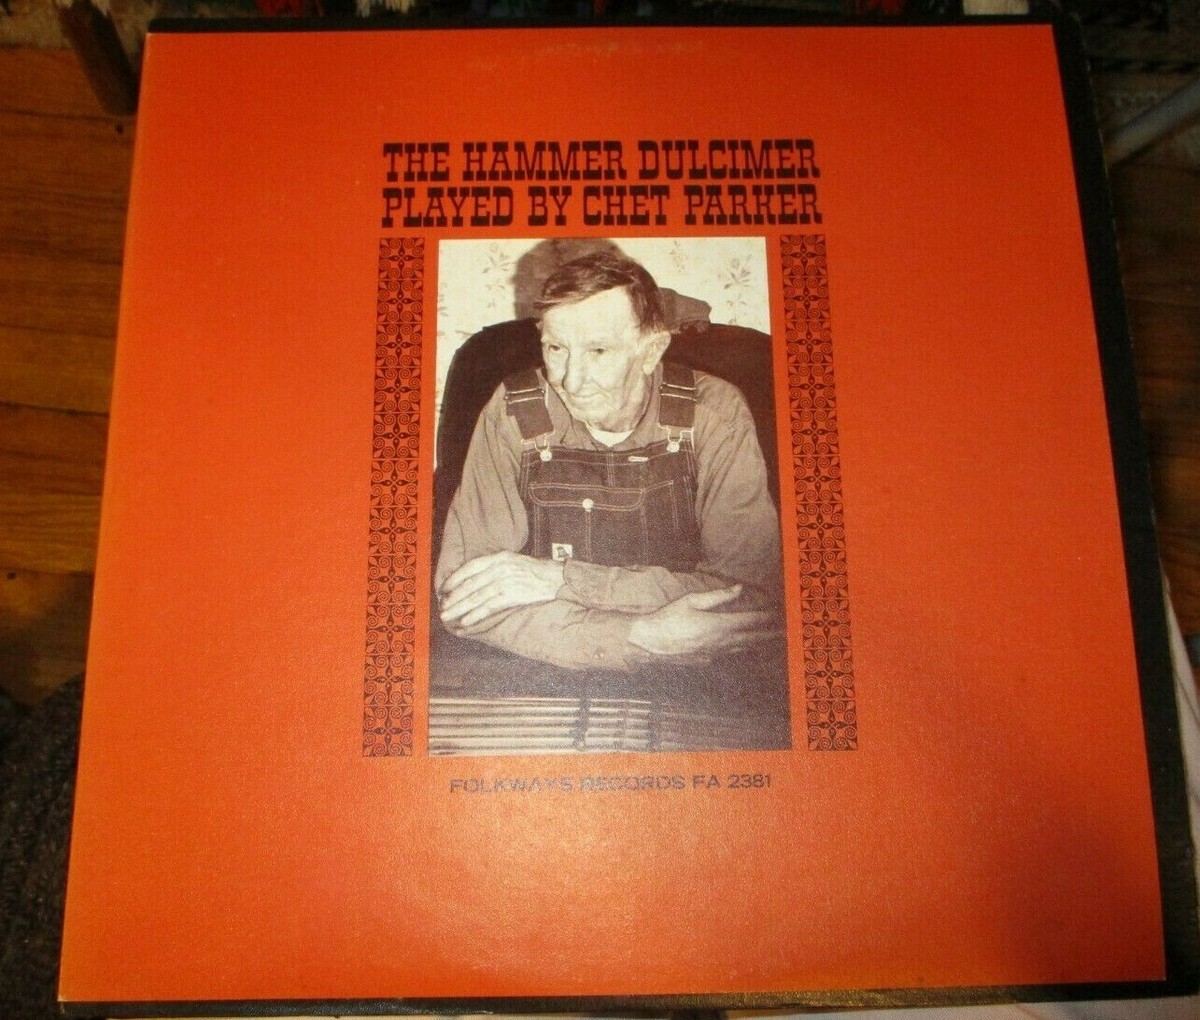 THE HAMMER DULCIMER
PLAYED BY CHET PARKER
FOLKWAYS RECORDS FA 2381